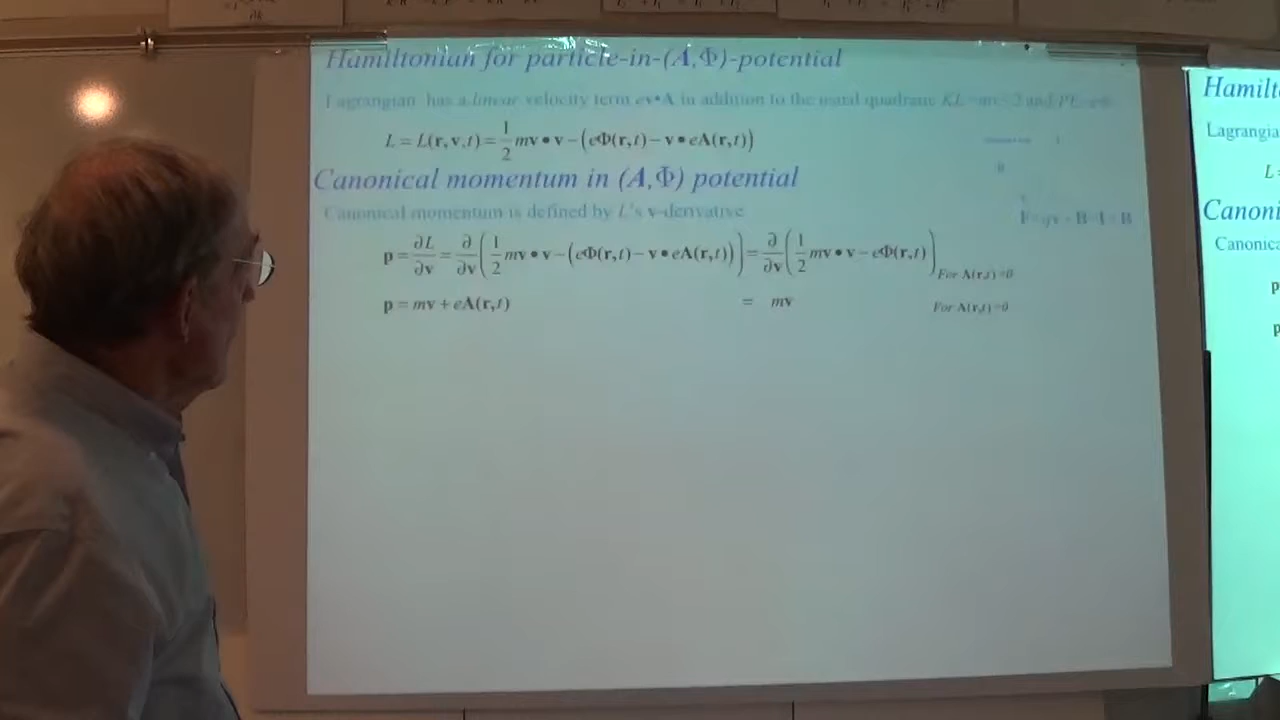 Hamiltonian for particle-in-(A,Φ)-potential
Lagrangian has a linear velocity term ev•A in addition to the usual quadratic
L = L(r,v,t) = 1/2 mv•v − (eΦ(r,t) − v•eA(r,t))
Canonical momentum in (A,Φ) potential
Canonical momentum is defined by L's v-derivative
p = ∂L/∂v = ∂/∂v (1/2 mv•v − (eΦ(r,t) − v•eA(r,t))) = ∂/∂v (1/2 mv•v − eΦ(r,t)) For A(r,t)=0
p = mv + eA(r,t) = mv For A(r,t)=0
Hamilt
Lagrangia
L =
Canoni
Canonica
p
p